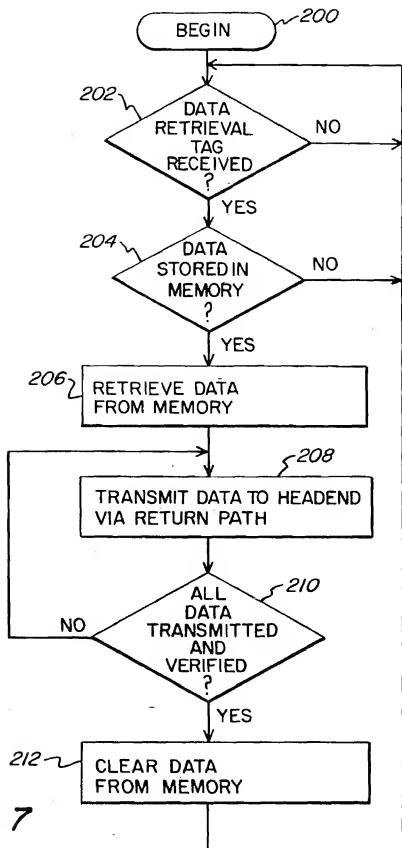 BEGIN
200
202
DATA
RETRIEVAL
TAG
RECEIVED
?
NO
YES
204
DATA
STORED IN
MEMORY
?
NO
YES
206
RETRIEVE DATA
FROM MEMORY
208
TRANSMIT DATA TO HEADEND
VIA RETURN PATH
210
ALL
DATA
TRANSMITTED
AND
VERIFIED
?
NO
YES
212
CLEAR DATA
FROM MEMORY
7